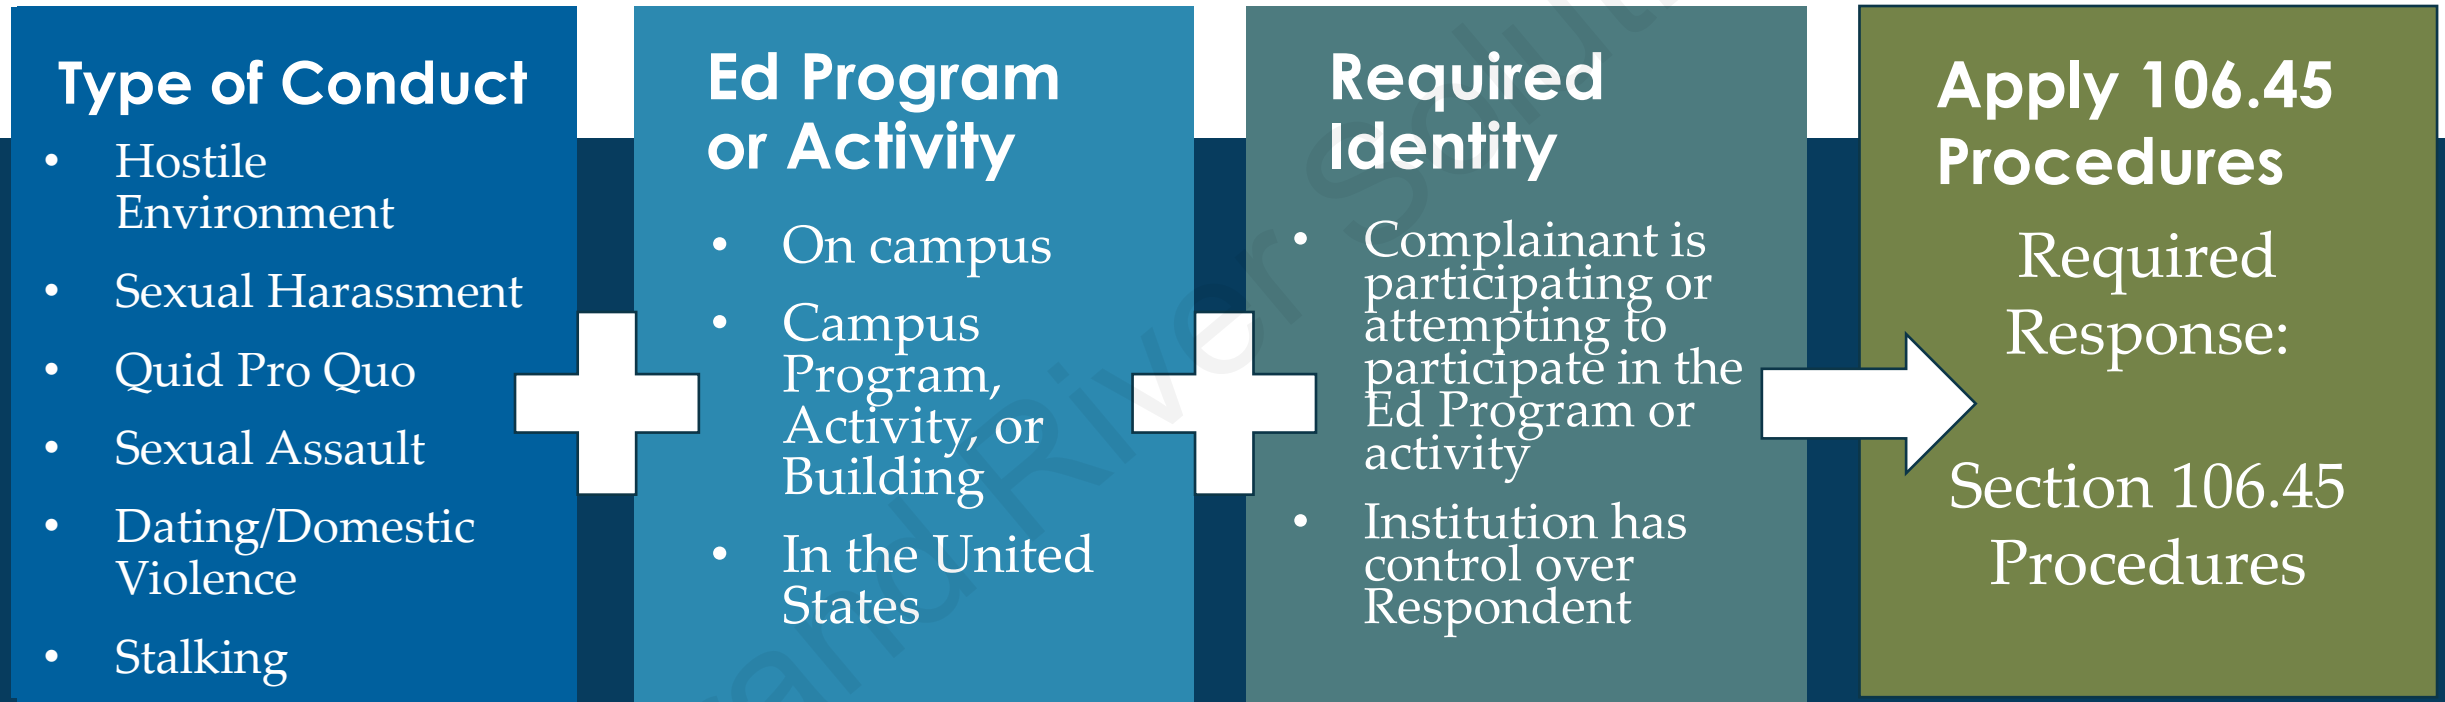 Type of Conduct
• Hostile
Environment
• Sexual Harassment
• Quid Pro Quo
• Sexual Assault
• Dating/Domestic
Violence
• Stalking
Ed Program
or Activity
• On campus
• Campus
Program,
Activity, or
Building
• In the United
States
Required
Identity
• Complainant is
participating or
attempting to
participate in the
Ed Program or
activity
• Institution has
control over
Respondent
Apply 106.45
Procedures
Required
Response:
Section 106.45
Procedures
River